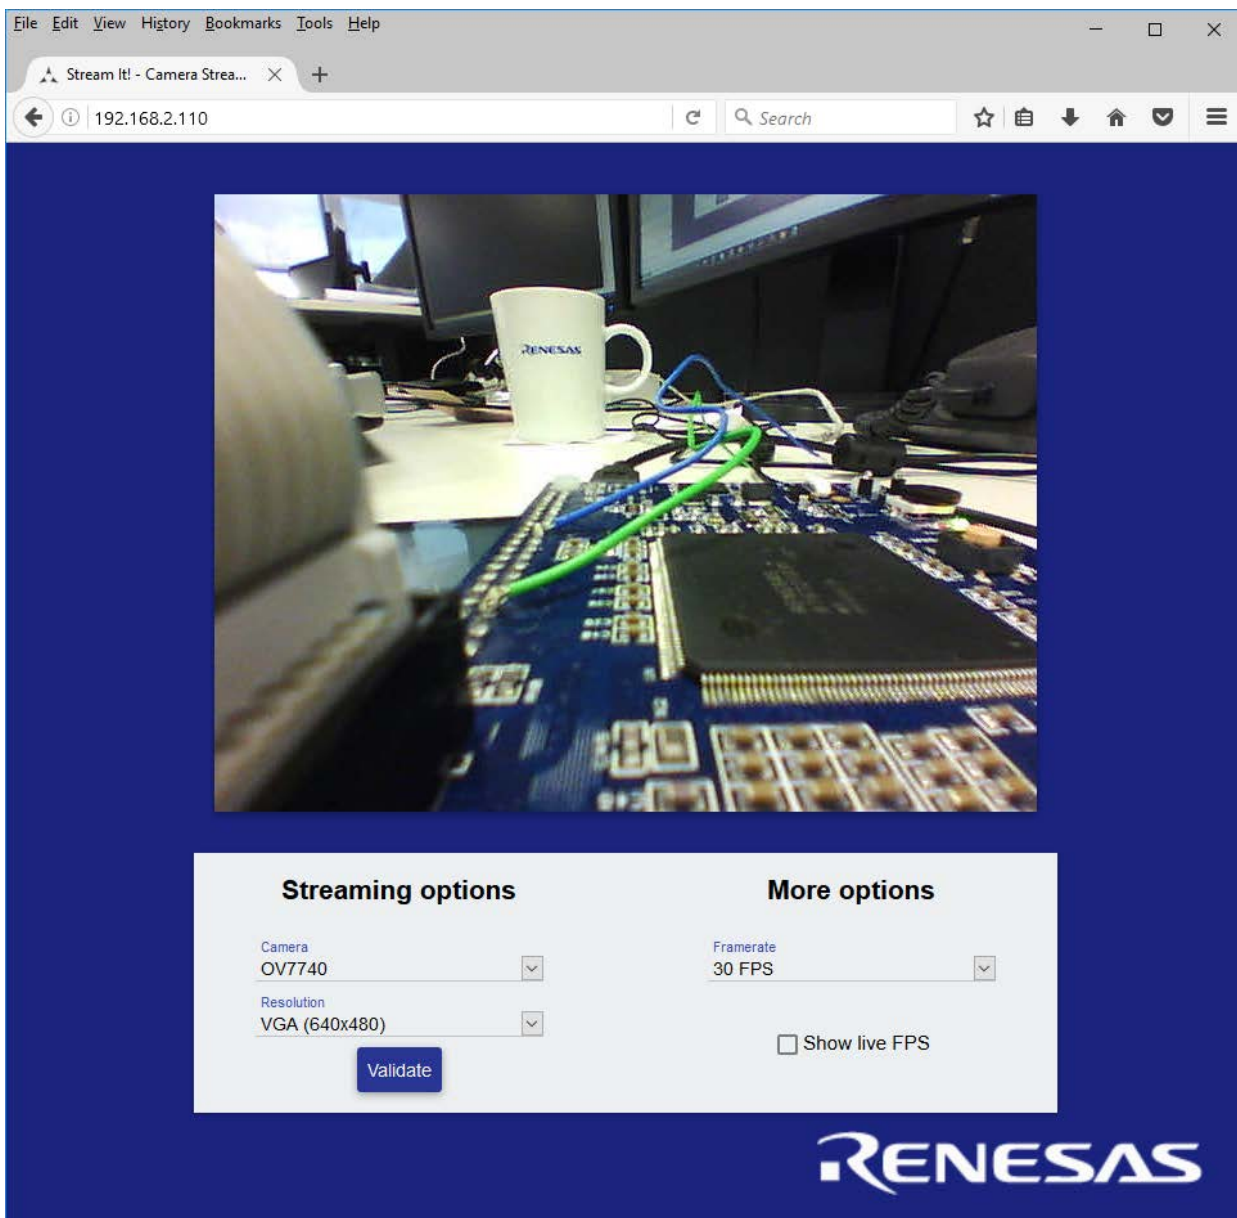 File Edit View History Bookmarks Tools Help
Stream It! - Camera Strea...
192.168.2.110
Search
RENESAS
Streaming options
More options
Camera
OV7740
Framerate
30 FPS
Resolution
VGA (640x480)
Show live FPS
Validate
RENESAS